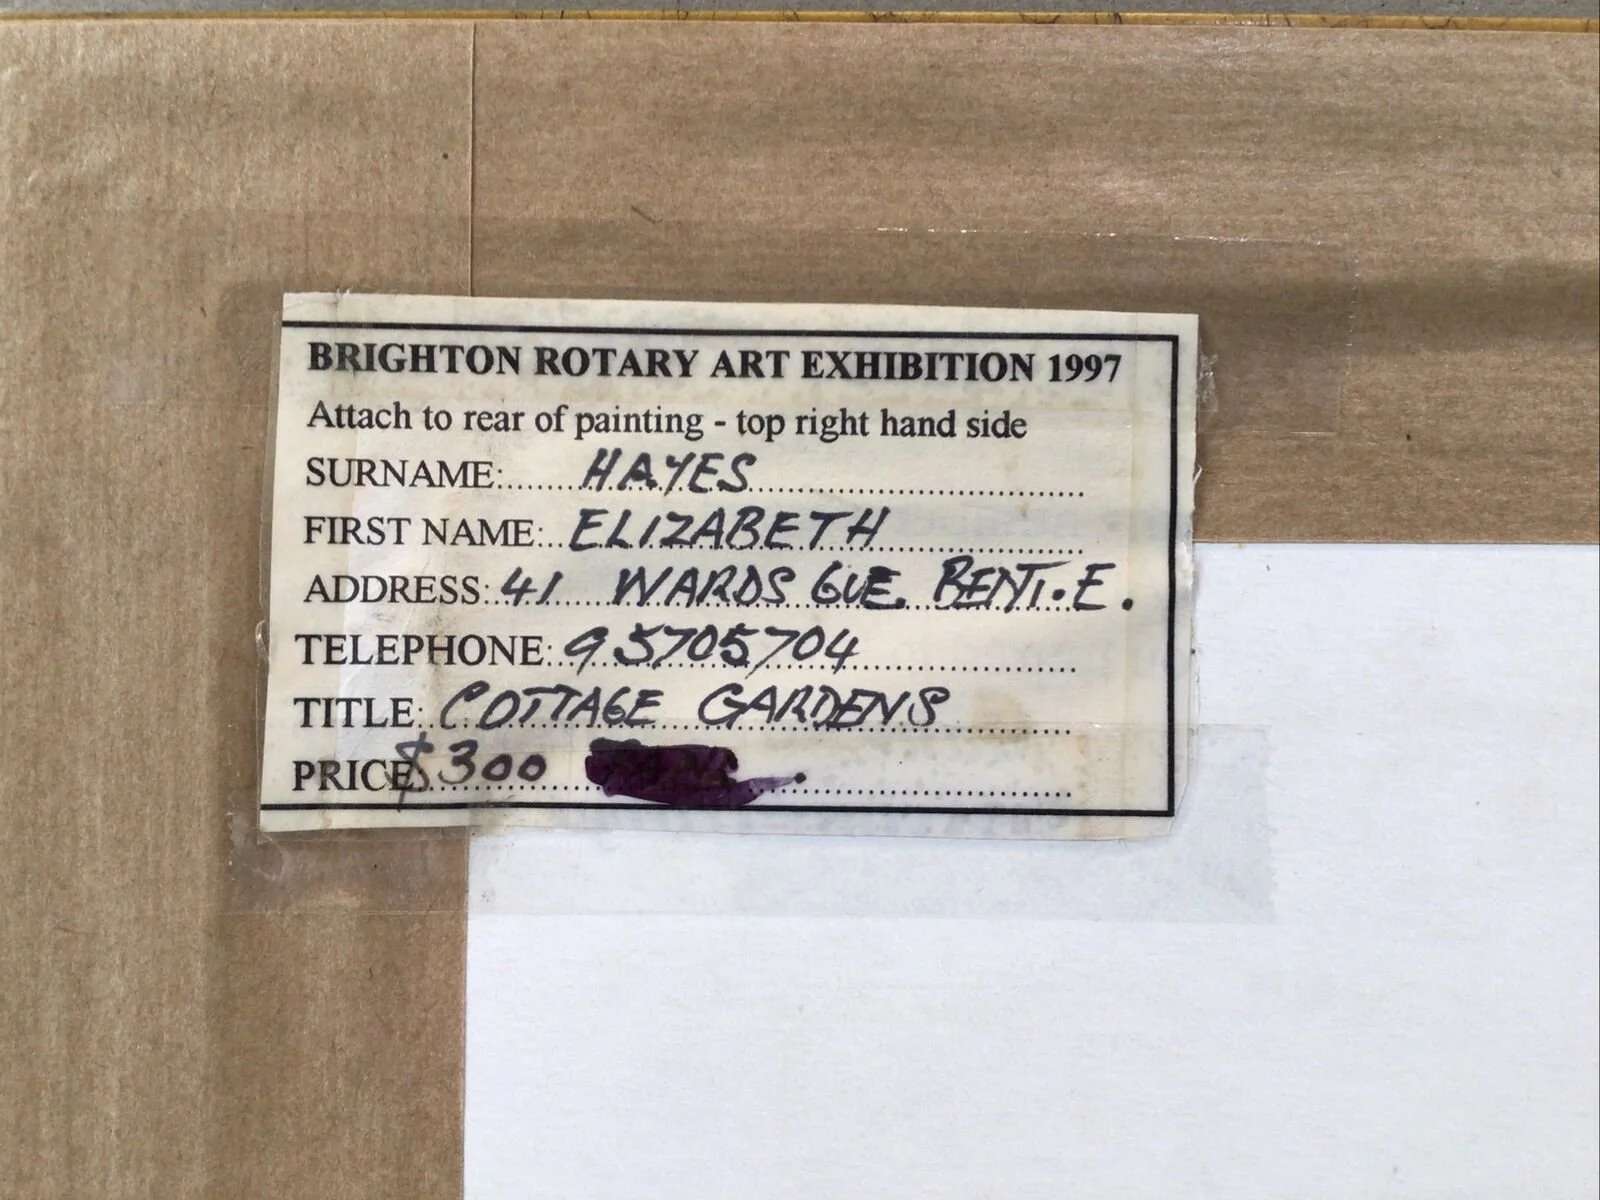 BRIGHTON ROTARY ART EXHIBITION 1997
Attach to rear of painting - top right hand side
SURNAME:......HAYES..............................
FIRST NAME:..ELIZABETH....................
ADDRESS:.41 WARDS GVE. BENT.E.
TELEPHONE:.95705704....................
TITLE:.COTTAGE GARDENS..............
PRICE $300 ..............................